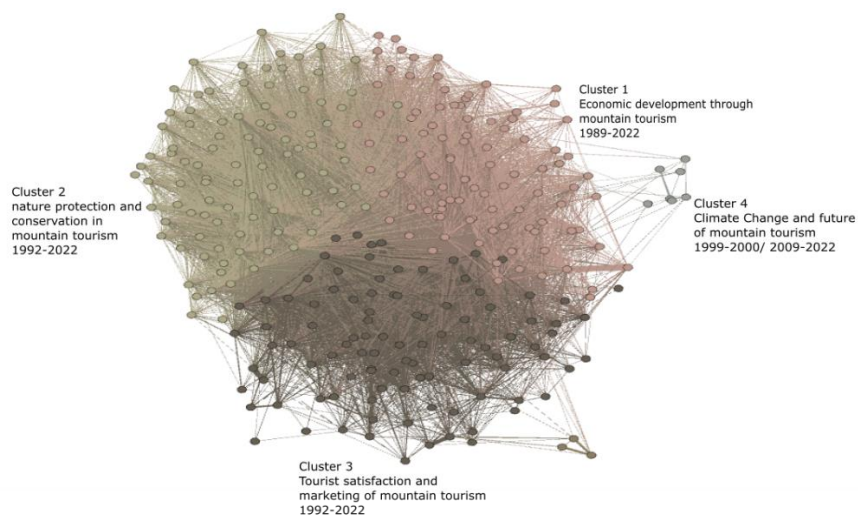 Cluster 1
Economic development through
mountain tourism
1989-2022
Cluster 2
nature protection and
conservation in
mountain tourism
1992-2022
Cluster 4
Climate Change and future
of mountain tourism
1999-2000/ 2009-2022
Cluster 3
Tourist satisfaction and
marketing of mountain tourism
1992-2022